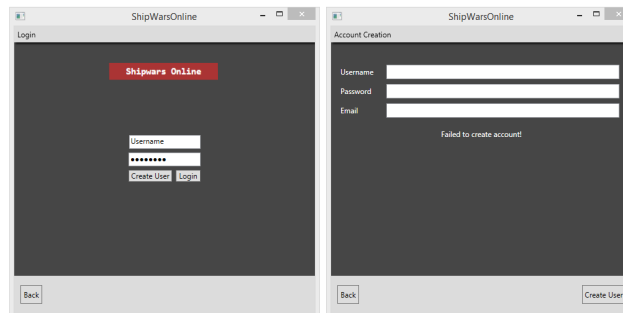 ShipWarsOnline
Login
Shipwars Online
Username
Create User Login
Back
ShipWarsOnline
Account Creation
Username
Password
Email
Failed to create account!
Back
Create User